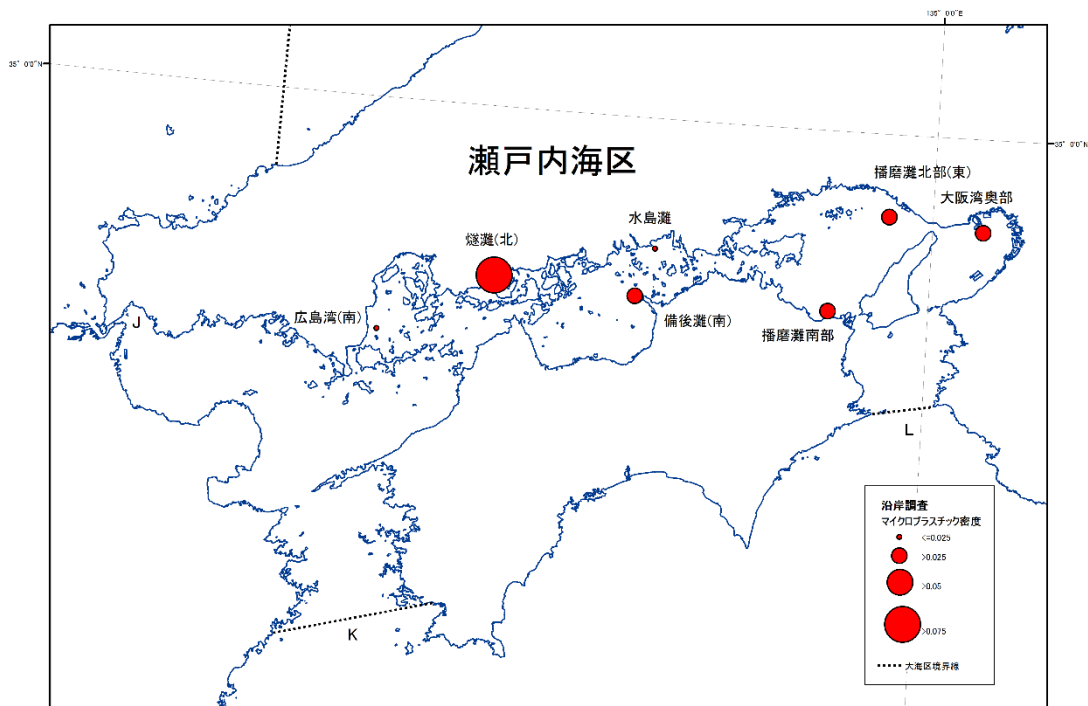 135° 0'0"E
35° 0'0"N
35° 0'0"N
瀬戸内海区
播磨灘北部(東)
大阪湾奥部
水島灘
燧灘(北)
広島湾(南)
備後灘(南)
播磨灘南部
J
L
K
沿岸調査
マイクロプラスチック密度
<=0.025
>0.025
>0.05
>0.075
大海区境界線